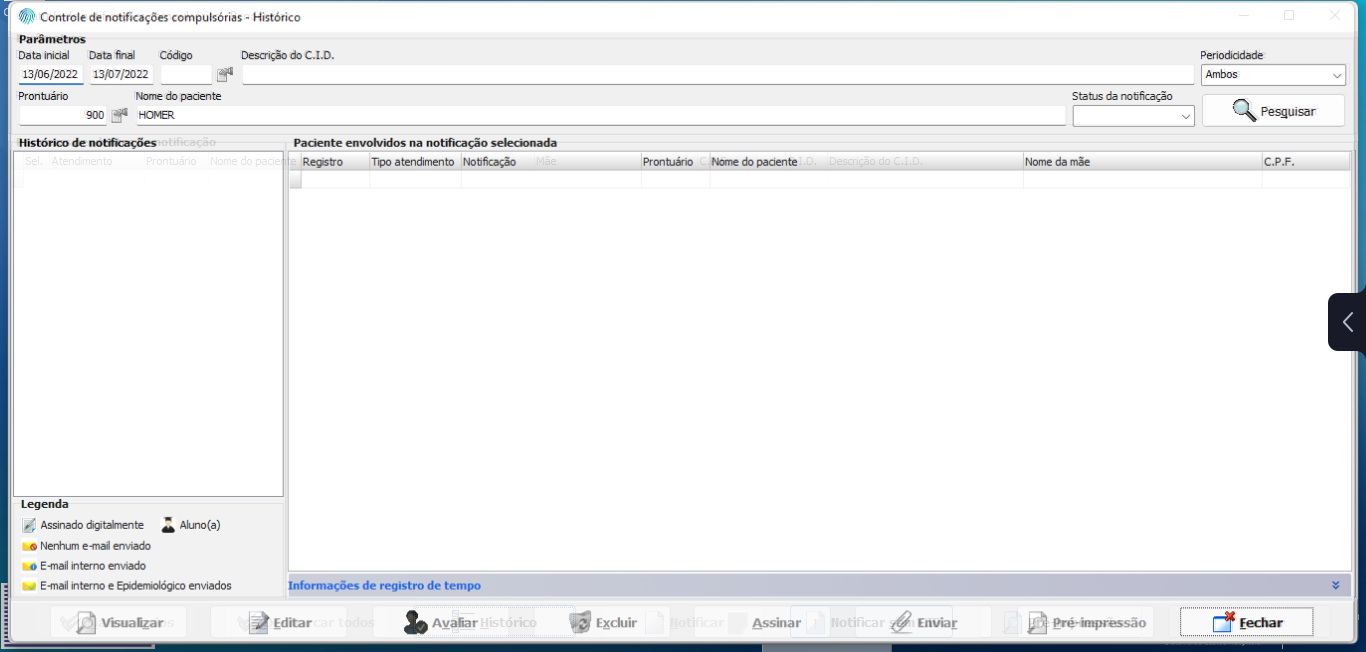 Controle de notificações compulsórias - Histórico
Parâmetros
Data inicial Data final Código Descrição do C.I.D. Periodicidade
13/06/2022 13/07/2022 Ambos
Prontuário Nome do paciente Status da notificação
900 HOMER Pesquisar
Histórico de notificações notificação Paciente envolvidos na notificação selecionada
Sel. Atendimento Prontuário Nome do paciente Registro Tipo atendimento Notificação Mãe Prontuário Nome do paciente I.D. Descrição do C.I.D. Nome da mãe C.P.F.
Legenda
Assinado digitalmente Aluno(a)
Nenhum e-mail enviado
E-mail interno enviado
E-mail interno e Epidemiológico enviados
Informações de registro de tempo
Visualizar Editar car todos Avaliar Histórico Excluir Notificar Assinar Notificar Enviar Pré-impressão Fechar